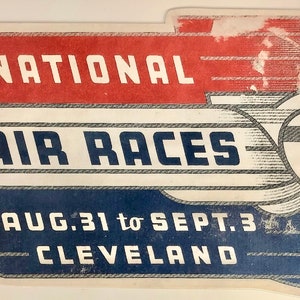 NATIONAL
AIR RACES
AUG.31 to SEPT.3
CLEVELAND